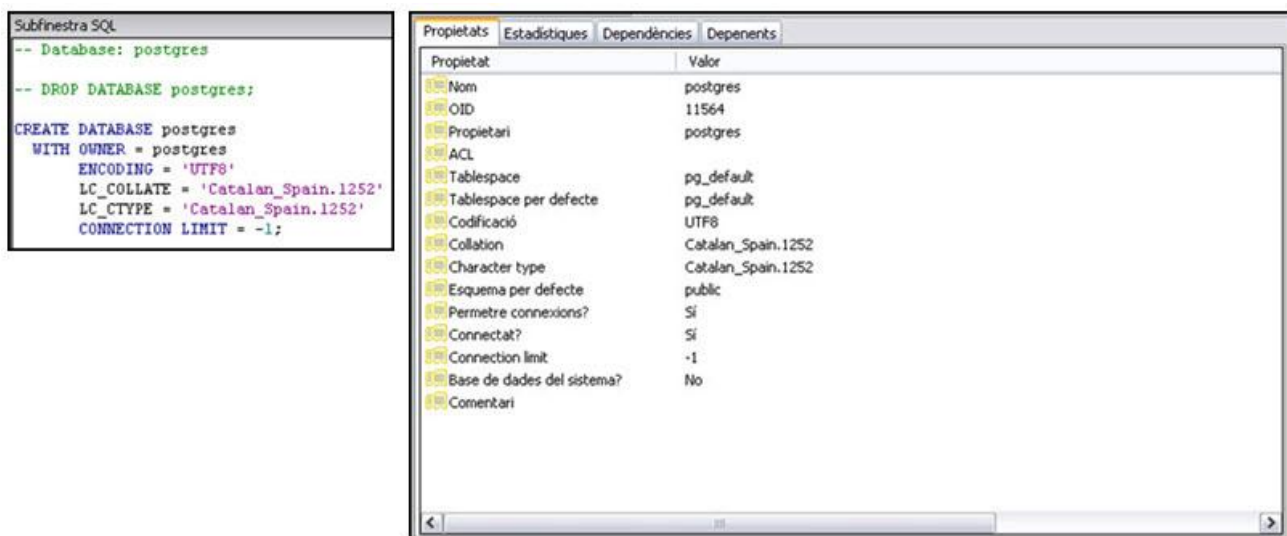 Subfinestra SQL
-- Database: postgres
-- DROP DATABASE postgres;
CREATE DATABASE postgres
WITH OWNER = postgres
ENCODING = 'UTF8'
LC_COLLATE = 'Catalan_Spain.1252'
LC_CTYPE = 'Catalan_Spain.1252'
CONNECTION LIMIT = -1;
Propietats Estadístiques Dependències Depenents
Propietat Valor
Nom postgres
OID 11564
Propietari postgres
ACL
Tablespace pg_default
Tablespace per defecte pg_default
Codificació UTF8
Collation Catalan_Spain.1252
Character type Catalan_Spain.1252
Esquema per defecte public
Permetre connexions? Sí
Connectat? Sí
Connection limit -1
Base de dades del sistema? No
Comentari